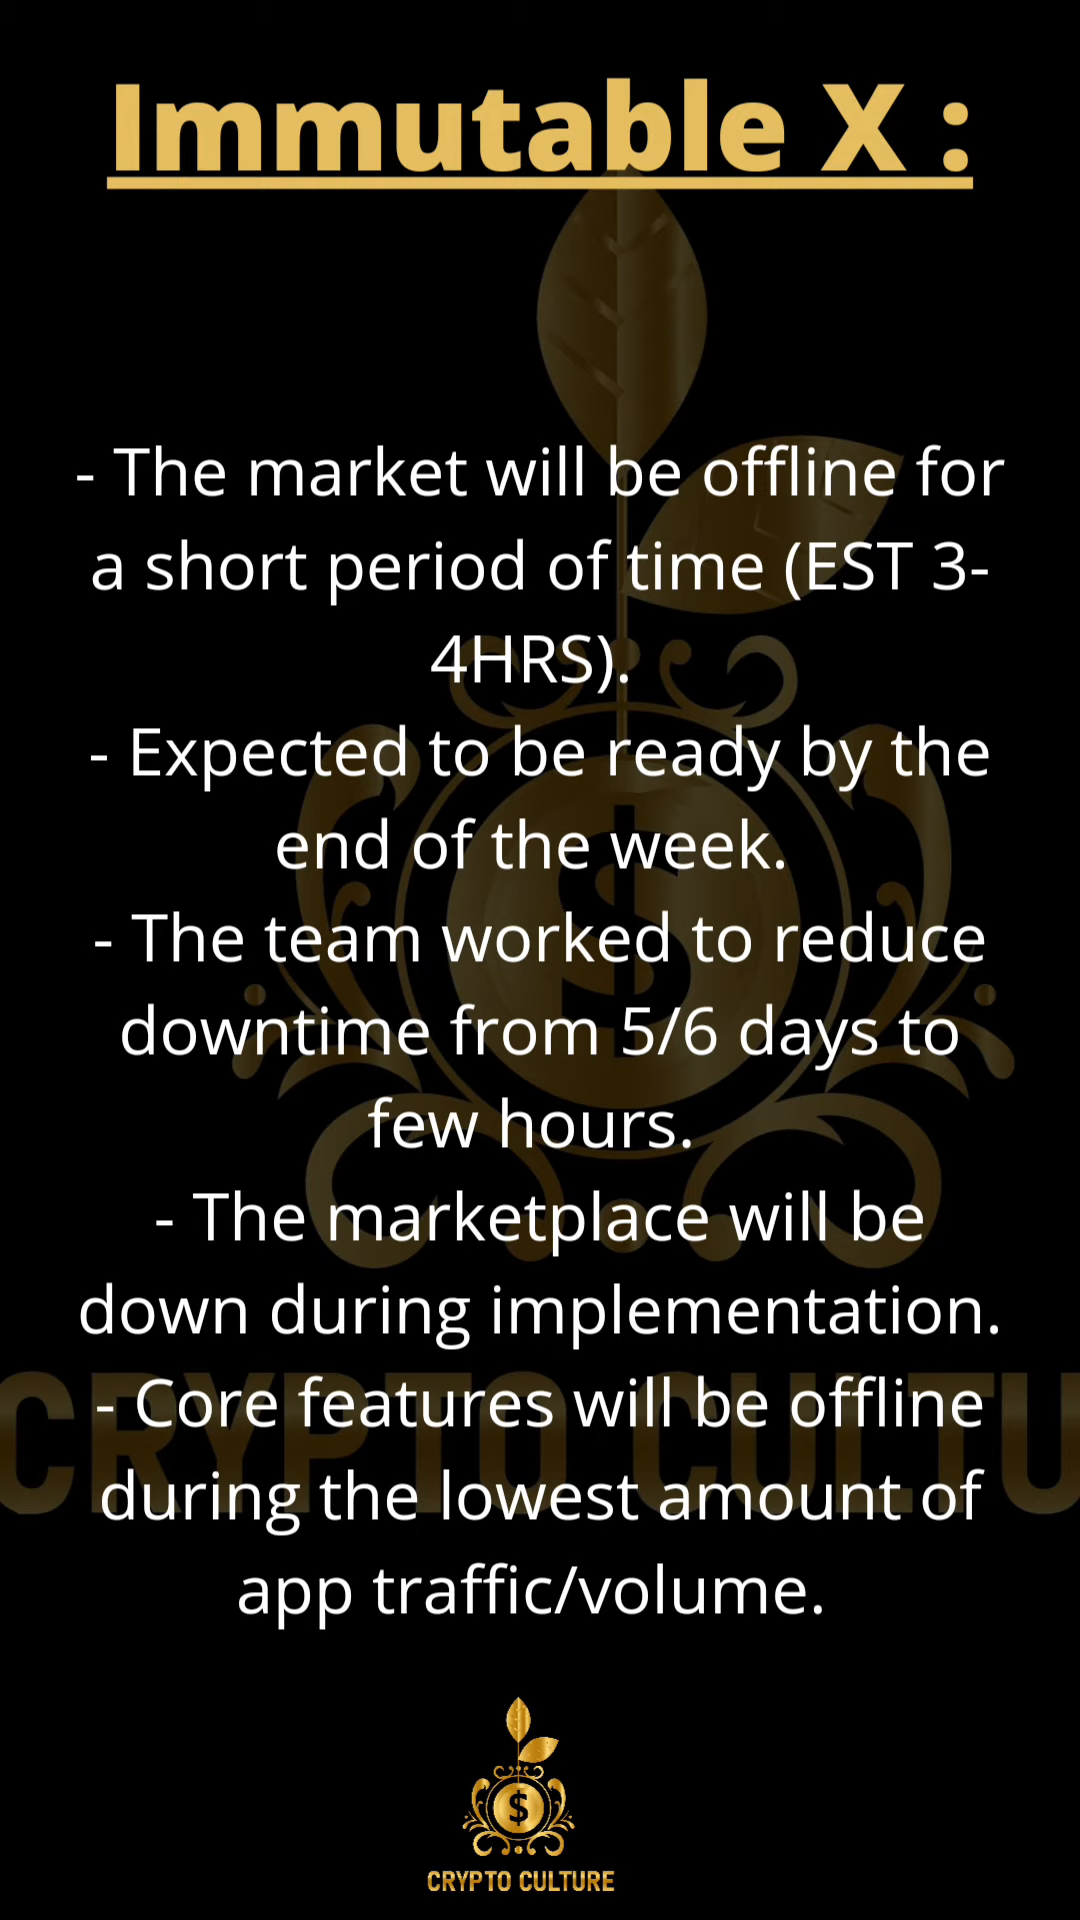 Immutable X :
- The market will be offline for
a short period of time (EST 3-
4HRS).
- Expected to be ready by the
end of the week.
- The team worked to reduce
downtime from 5/6 days to
few hours.
- The marketplace will be
down during implementation.
CRYPTO CULTU
- Core features will be offline
during the lowest amount of
app traffic/volume.
$
$
CRYPTO CULTURE